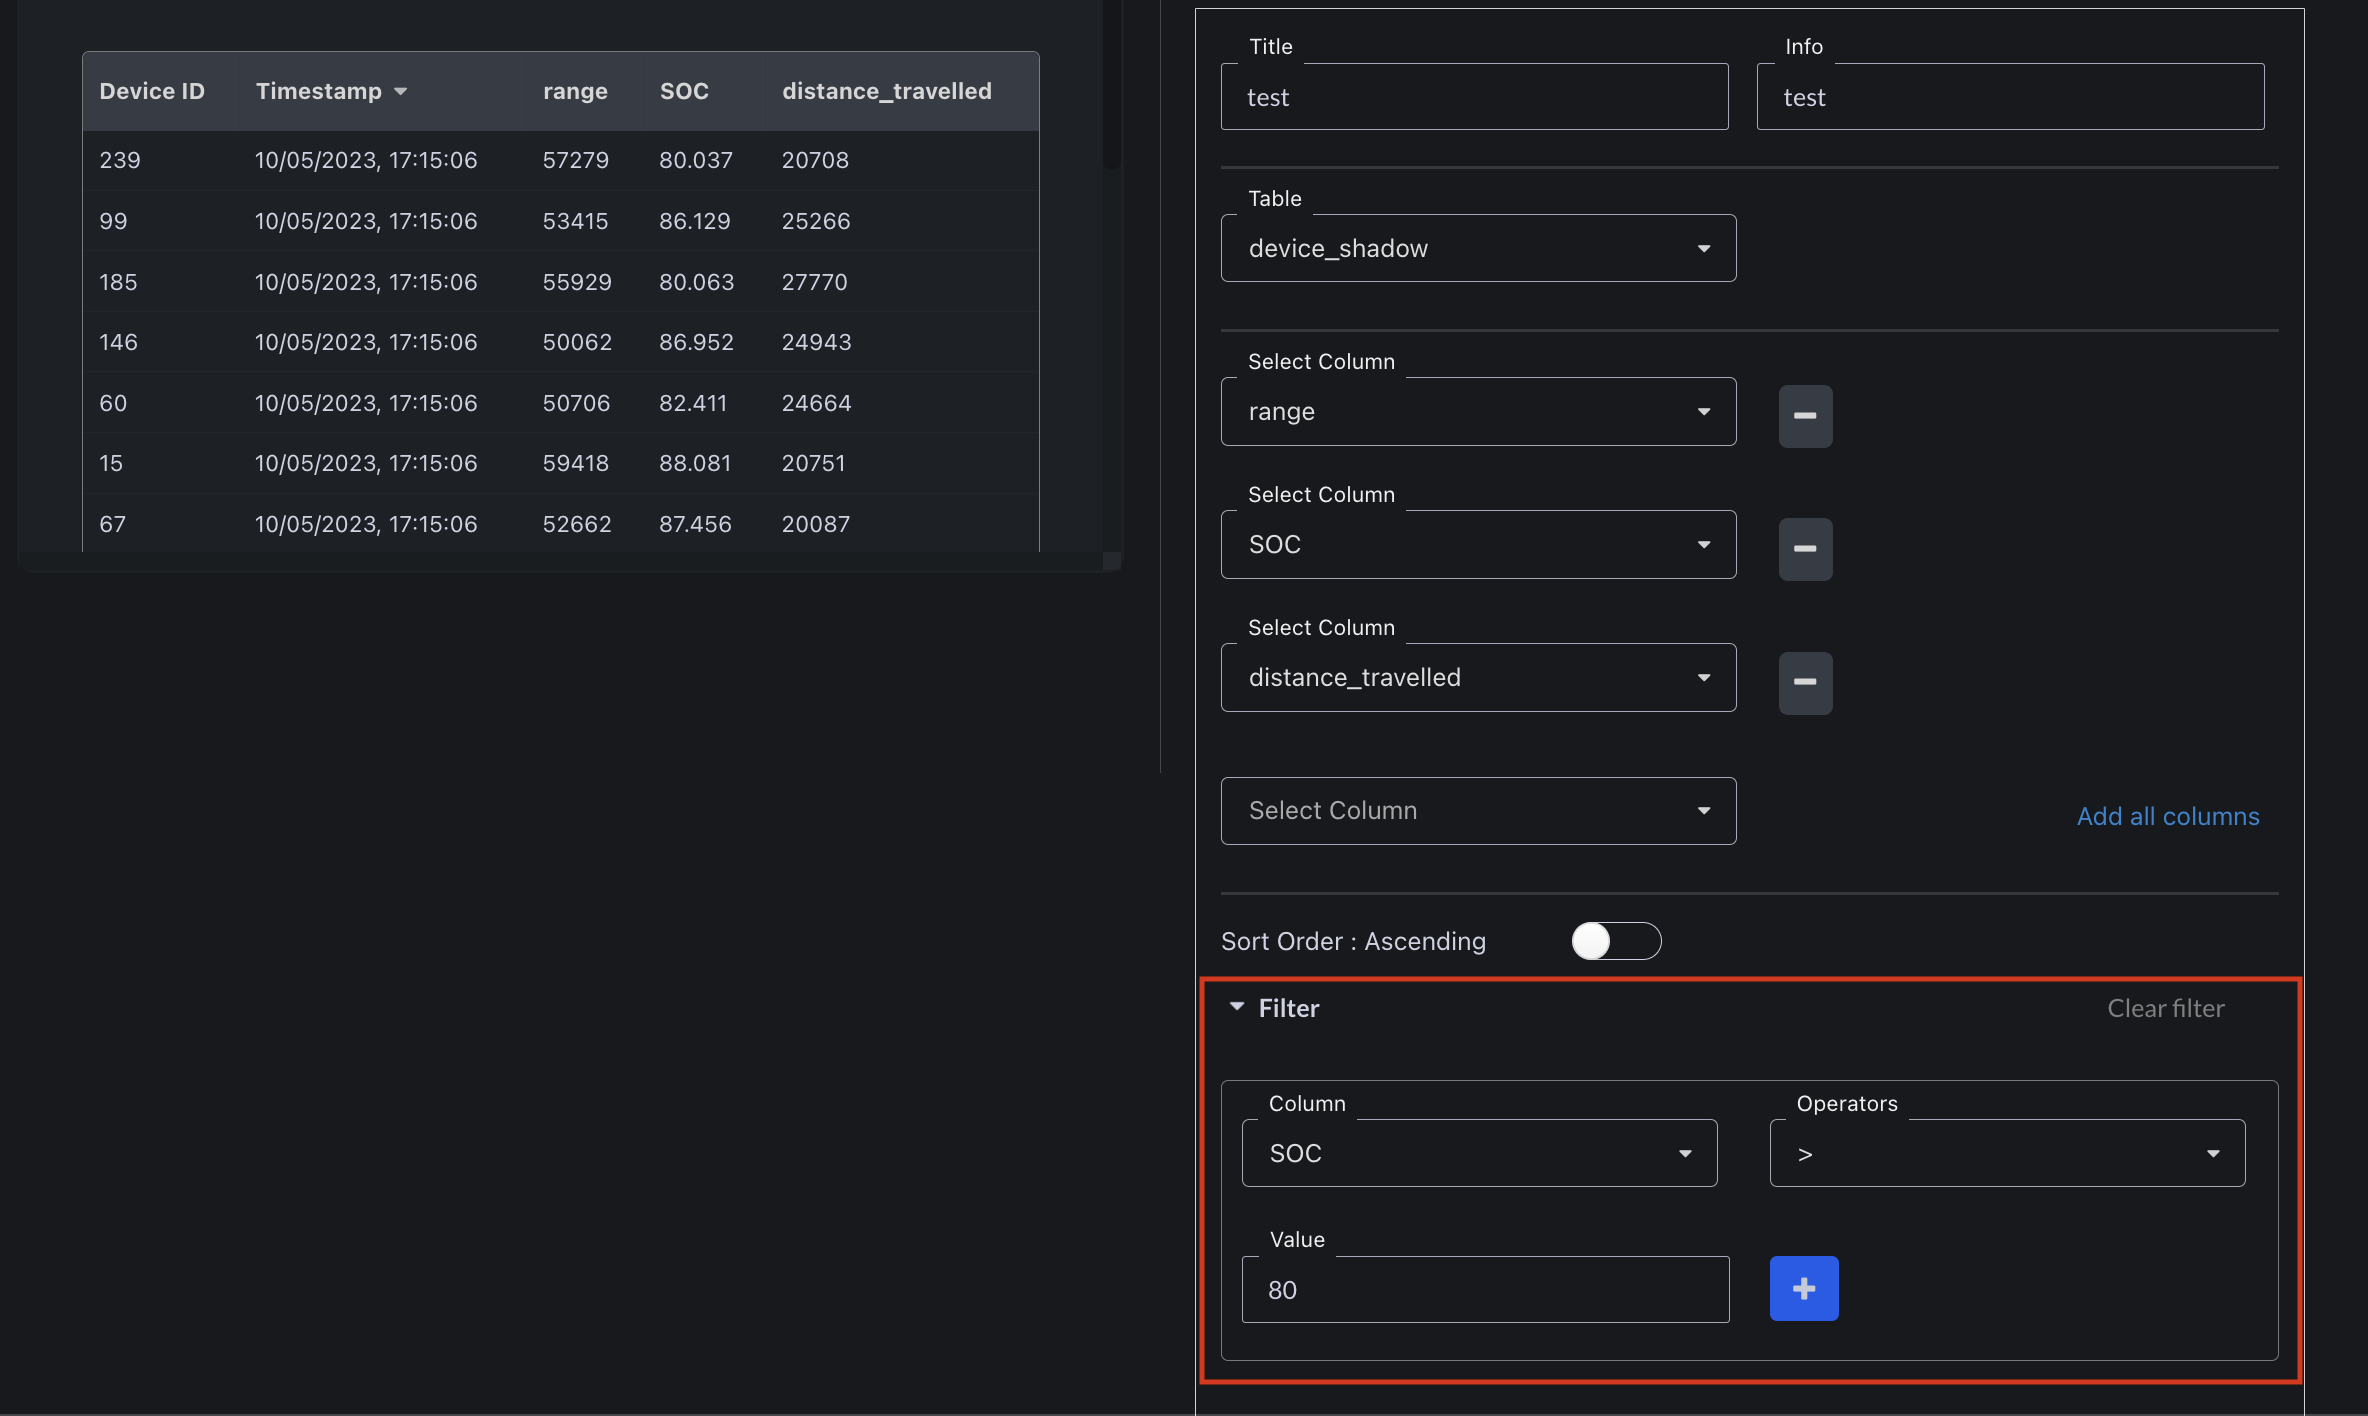 Device ID Timestamp range SOC distance_travelled
239 10/05/2023, 17:15:06 57279 80.037 20708
99 10/05/2023, 17:15:06 53415 86.129 25266
185 10/05/2023, 17:15:06 55929 80.063 27770
146 10/05/2023, 17:15:06 50062 86.952 24943
60 10/05/2023, 17:15:06 50706 82.411 24664
15 10/05/2023, 17:15:06 59418 88.081 20751
67 10/05/2023, 17:15:06 52662 87.456 20087
Title Info
test test
Table
device_shadow
Select Column
range
Select Column
SOC
Select Column
distance_travelled
Select Column
Add all columns
Sort Order : Ascending
Filter Clear filter
Column Operators
SOC >
Value
80